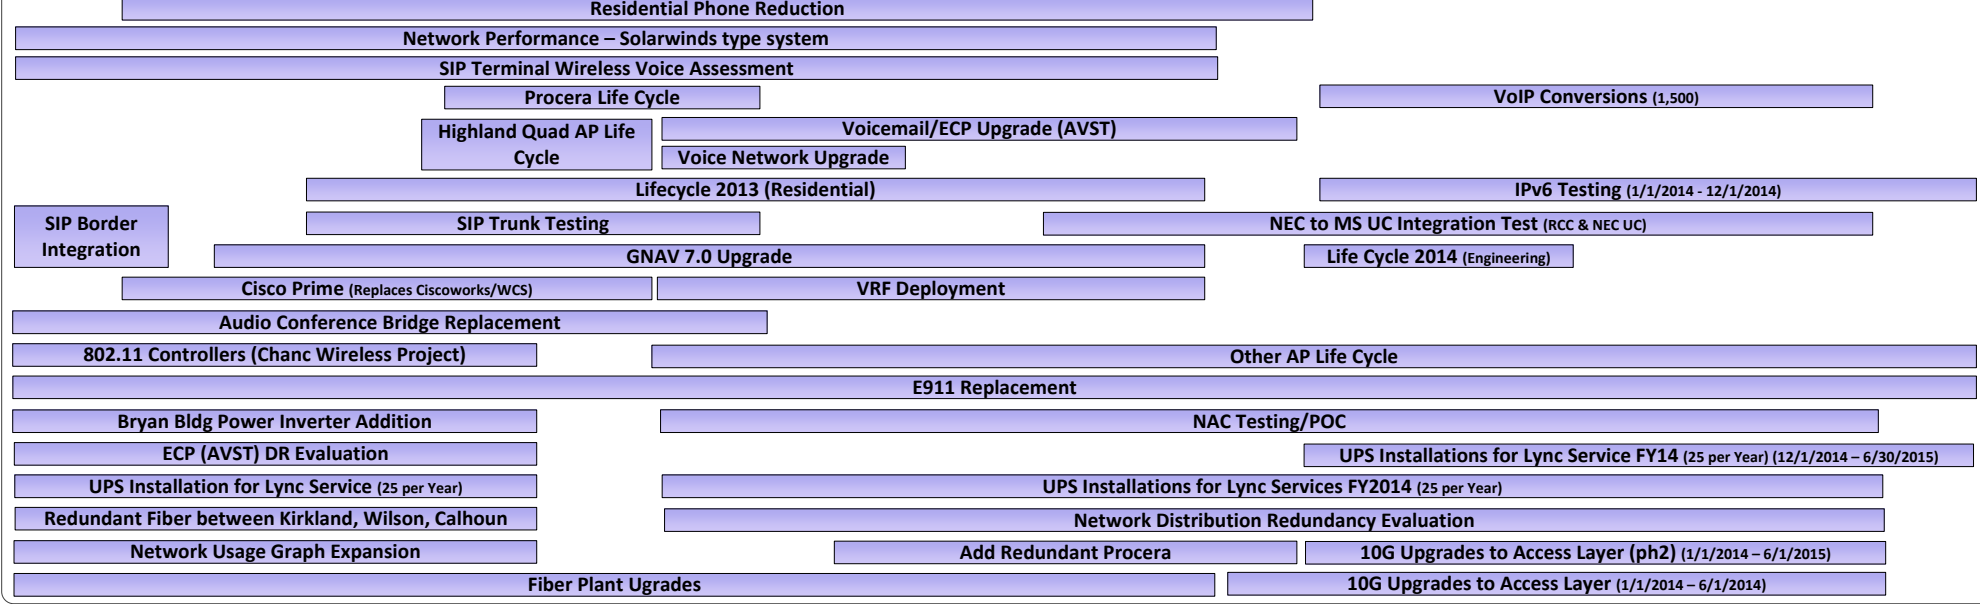 Residential Phone Reduction
Network Performance – Solarwinds type system
SIP Terminal Wireless Voice Assessment
Procera Life Cycle
VoIP Conversions (1,500)
Highland Quad AP Life
Cycle
Voicemail/ECP Upgrade (AVST)
Voice Network Upgrade
Lifecycle 2013 (Residential)
IPv6 Testing (1/1/2014 - 12/1/2014)
SIP Border
Integration
SIP Trunk Testing
NEC to MS UC Integration Test (RCC & NEC UC)
GNAV 7.0 Upgrade
Life Cycle 2014 (Engineering)
Cisco Prime (Replaces Ciscoworks/WCS)
VRF Deployment
Audio Conference Bridge Replacement
802.11 Controllers (Chanc Wireless Project)
Other AP Life Cycle
E911 Replacement
Bryan Bldg Power Inverter Addition
NAC Testing/POC
ECP (AVST) DR Evaluation
UPS Installations for Lync Service FY14 (25 per Year) (12/1/2014 – 6/30/2015)
UPS Installation for Lync Service (25 per Year)
UPS Installations for Lync Services FY2014 (25 per Year)
Redundant Fiber between Kirkland, Wilson, Calhoun
Network Distribution Redundancy Evaluation
Network Usage Graph Expansion
Add Redundant Procera
10G Upgrades to Access Layer (ph2) (1/1/2014 – 6/1/2015)
Fiber Plant Ugrades
10G Upgrades to Access Layer (1/1/2014 – 6/1/2014)